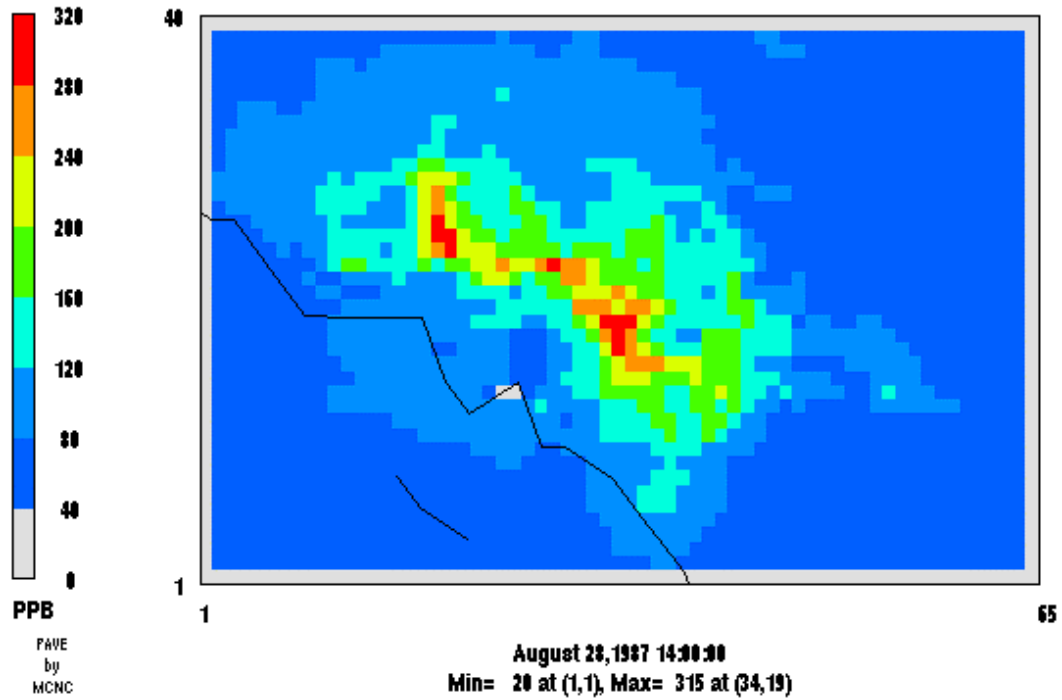 320
280
240
200
160
120
80
40
0
PPB
PAVE
by
MCNC
40
1
1
65
August 28,1987 14:00:00
Min= 20 at (1,1), Max= 315 at (34,19)